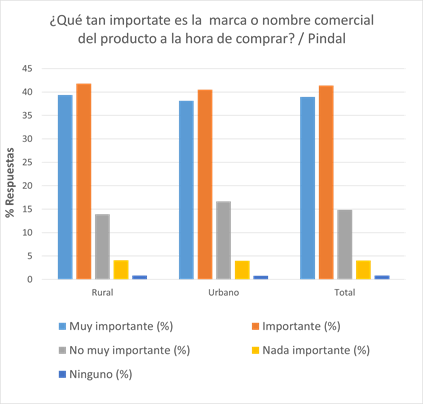 ¿Qué tan importate es la  marca o nombre comercial
del producto a la hora de comprar? / Pindal
45
40
35
30
25
20
15
10
5
0
% Respuestas
Rural
Urbano
Total
Muy importante (%)
Importante (%)
No muy importante (%)
Nada importante (%)
Ninguno (%)